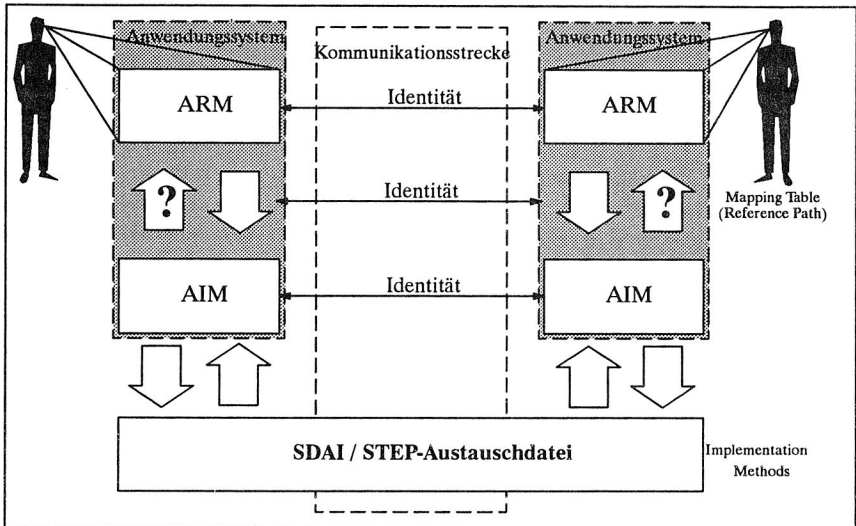 Anwendungssystem
Kommunikationsstrecke
Anwendungssystem
ARM
Identität
ARM
?
Identität
?
Mapping Table
(Reference Path)
AIM
Identität
AIM
SDAI / STEP-Austauschdatei
Implementation
Methods